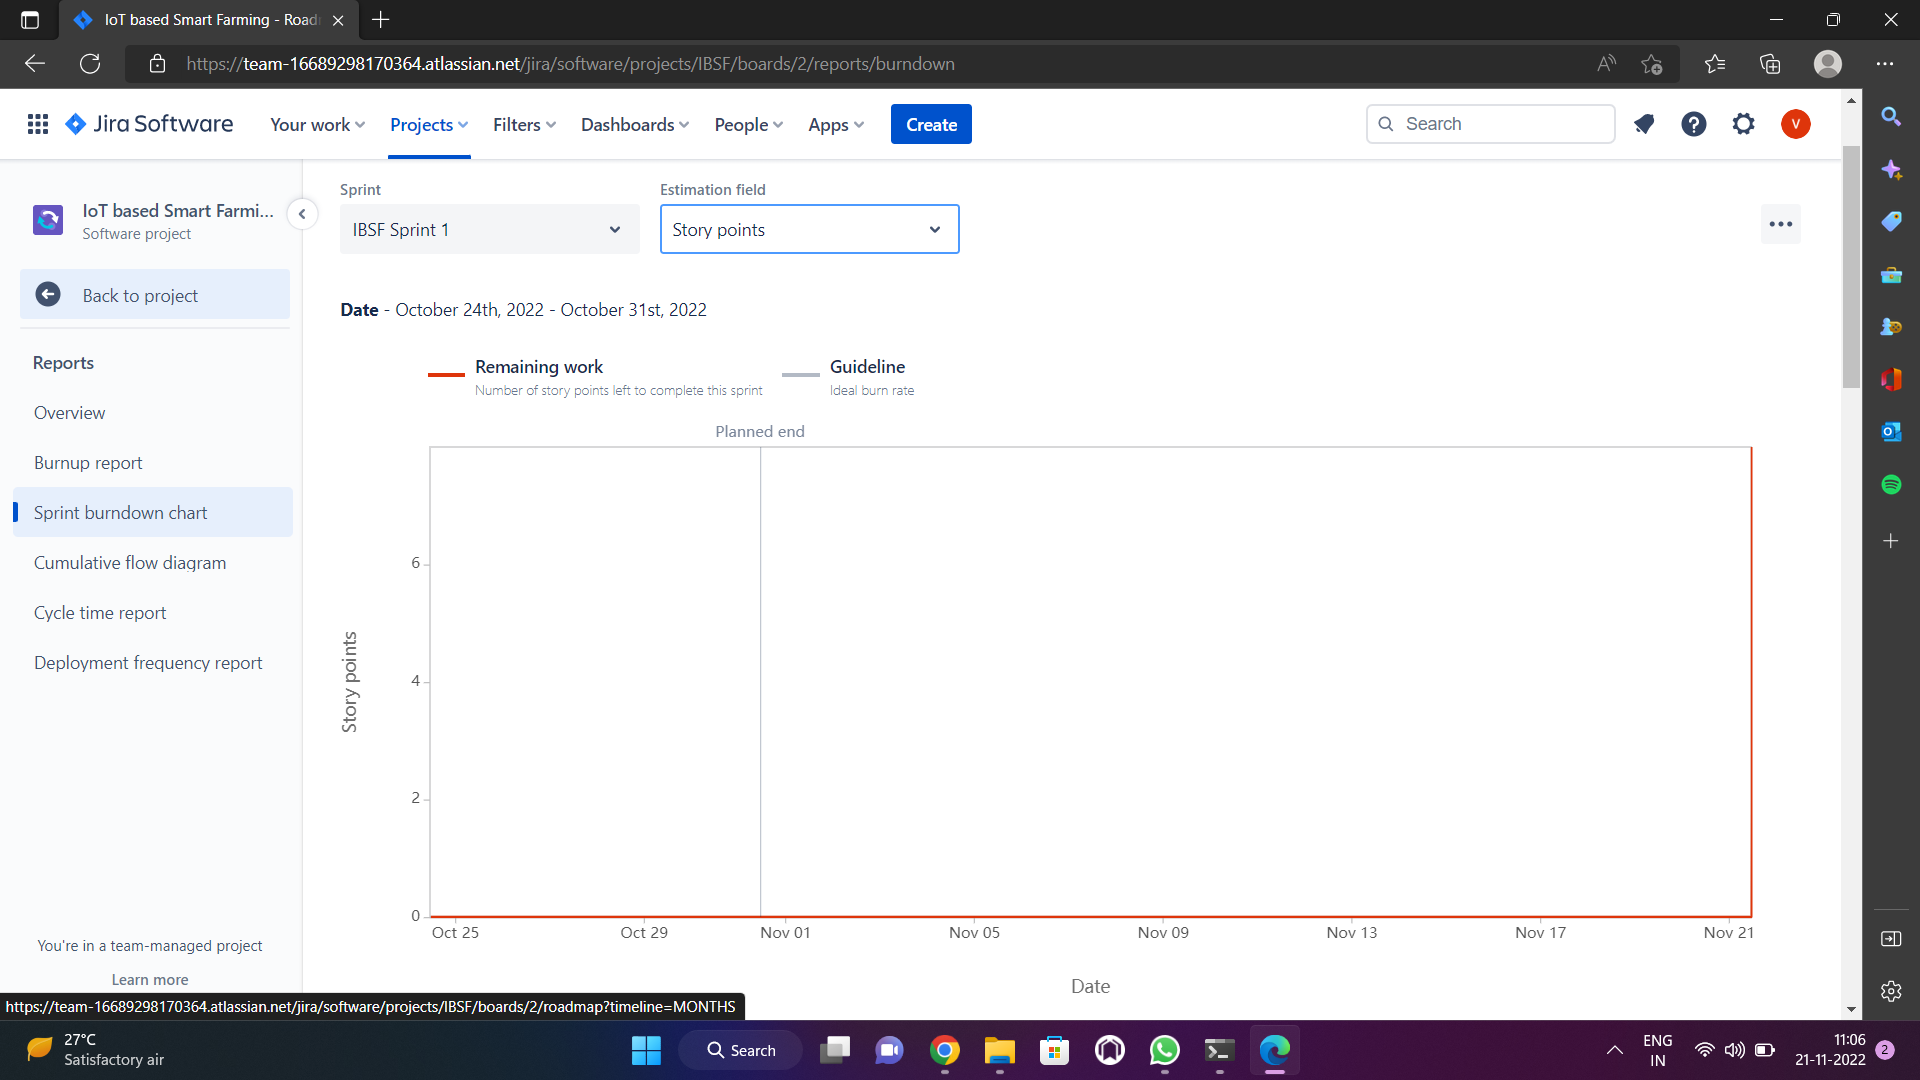 IoT based Smart Farming - Road
https://team-16689298170364.atlassian.net/jira/software/projects/IBSF/boards/2/reports/burndown
Jira Software
Your work
Projects
Filters
Dashboards
People
Apps
Create
Search
V
IoT based Smart Farmi...
Software project
Back to project
Reports
Overview
Burnup report
Sprint burndown chart
Cumulative flow diagram
Cycle time report
Deployment frequency report
You're in a team-managed project
Learn more
Sprint
Estimation field
IBSF Sprint 1
Story points
Date - October 24th, 2022 - October 31st, 2022
Remaining work
Number of story points left to complete this sprint
Guideline
Ideal burn rate
Planned end
Story points
6
4
2
0
Oct 25
Oct 29
Nov 01
Nov 05
Nov 09
Nov 13
Nov 17
Nov 21
Date
https://team-16689298170364.atlassian.net/jira/software/projects/IBSF/boards/2/roadmap?timeline=MONTHS
27°C
Satisfactory air
Search
ENG
IN
11:06
21-11-2022
2